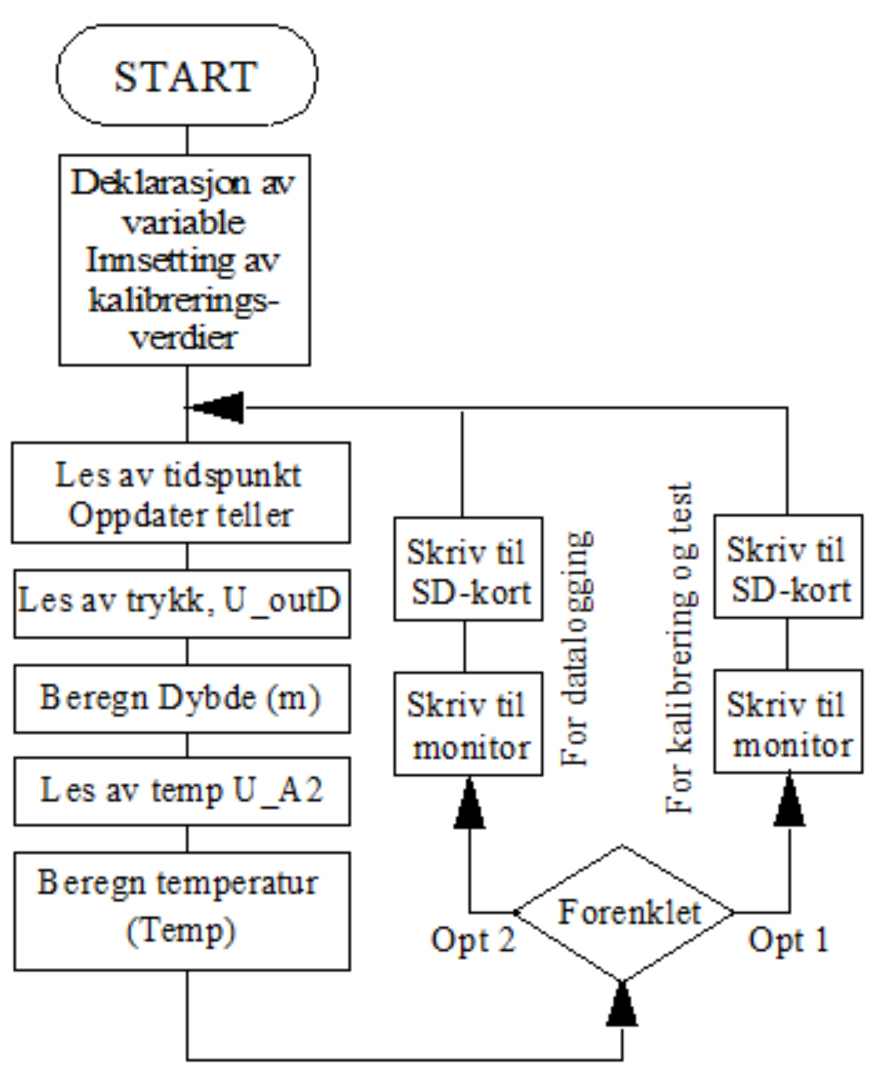 START
Deklarasjon av
variable
Innsetting av
kalibrerings-
verdier
Les av tidspunkt
Oppdater teller
Les av trykk, U_outD
Beregn Dybde (m)
Les av temp U_A2
Beregn temperatur
(Temp)
Skriv til
SD-kort
Skriv til
monitor
For datalogging
For kalibrering og test
Skriv til
SD-kort
Skriv til
monitor
Forenklet
Opt 2
Opt 1